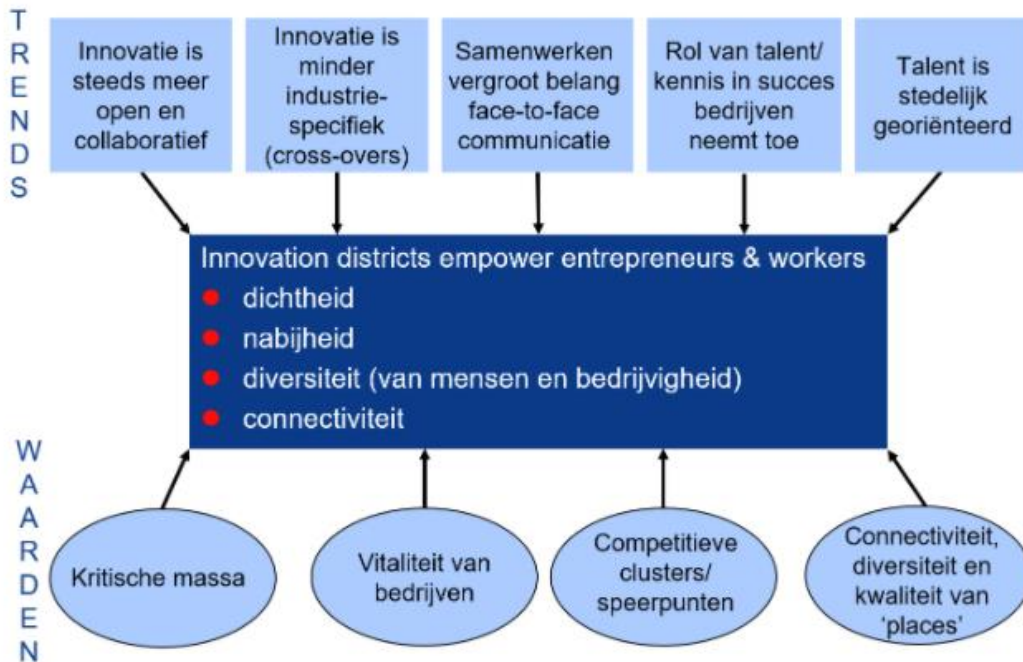 TRENDS
Innovatie is
steeds meer
open en
collaboratief
Innovatie is
minder
industrie-
specifiek
(cross-overs)
Samenwerken
vergroot belang
face-to-face
communicatie
Rol van talent/
kennis in succes
bedrijven
neemt toe
Talent is
stedelijk
georiënteerd
Innovation districts empower entrepreneurs & workers
● dichtheid
● nabijheid
● diversiteit (van mensen en bedrijvigheid)
● connectiviteit
WAARDEN
Kritische massa
Vitaliteit van
bedrijven
Competitieve
clusters/
speerpunten
Connectiviteit,
diversiteit en
kwaliteit van
‘places’